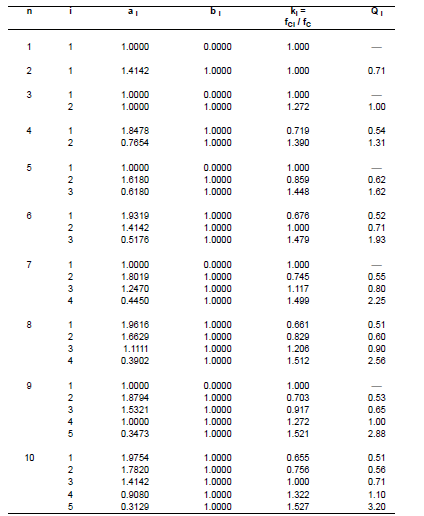 n i a i b i ki = fCi / fC Q i
1 1 1.0000 0.0000 1.000 —
2 1 1.4142 1.0000 1.000 0.71
3 1 1.0000 0.0000 1.000 —
2 1.0000 1.0000 1.272 1.00
4 1 1.8478 1.0000 0.719 0.54
2 0.7654 1.0000 1.390 1.31
5 1 1.0000 0.0000 1.000 —
2 1.6180 1.0000 0.859 0.62
3 0.6180 1.0000 1.448 1.62
6 1 1.9319 1.0000 0.676 0.52
2 1.4142 1.0000 1.000 0.71
3 0.5176 1.0000 1.479 1.93
7 1 1.0000 0.0000 1.000 —
2 1.8019 1.0000 0.745 0.55
3 1.2470 1.0000 1.117 0.80
4 0.4450 1.0000 1.499 2.25
8 1 1.9616 1.0000 0.661 0.51
2 1.6629 1.0000 0.829 0.60
3 1.1111 1.0000 1.206 0.90
4 0.3902 1.0000 1.512 2.56
9 1 1.0000 0.0000 1.000 —
2 1.8794 1.0000 0.703 0.53
3 1.5321 1.0000 0.917 0.65
4 1.0000 1.0000 1.272 1.00
5 0.3473 1.0000 1.521 2.88
10 1 1.9754 1.0000 0.655 0.51
2 1.7820 1.0000 0.756 0.56
3 1.4142 1.0000 1.000 0.71
4 0.9080 1.0000 1.322 1.10
5 0.3129 1.0000 1.527 3.20